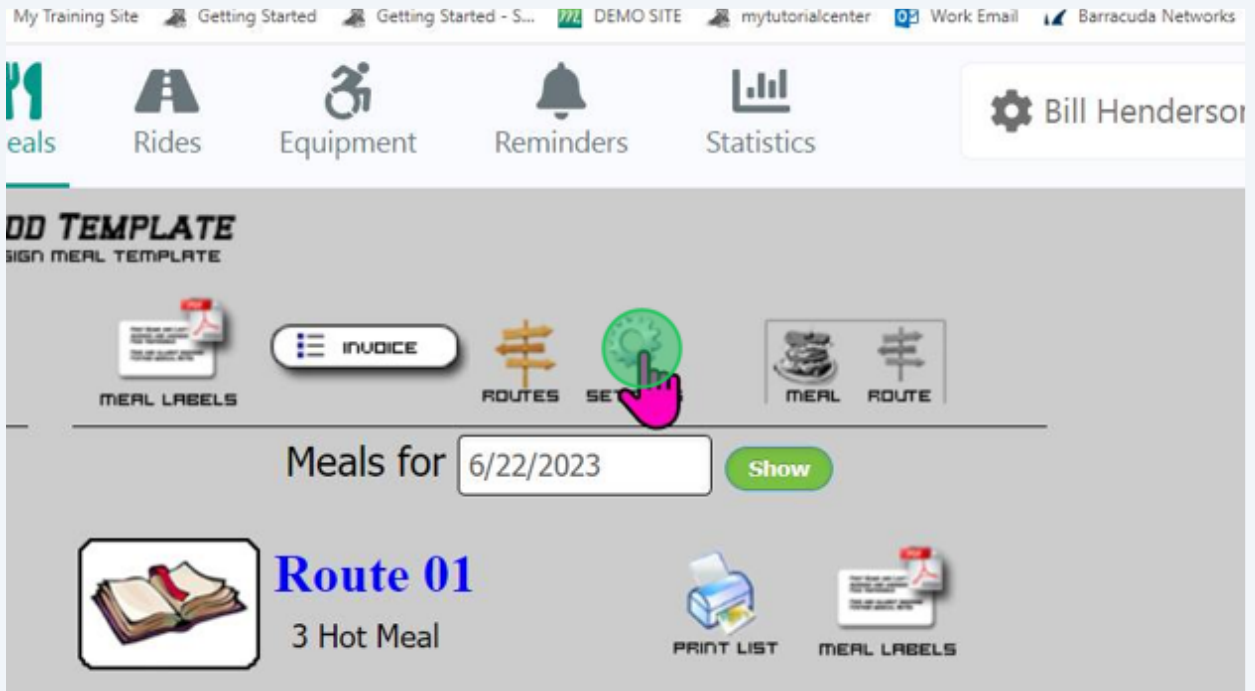 My Training Site Getting Started Getting Started - S... DEMO SITE mytutorialcenter Work Email Barracuda Networks
eals Rides Equipment Reminders Statistics Bill Henderson
DD TEMPLATE
SIGN MEAL TEMPLATE
INVOICE
MEAL LABELS ROUTES SE S MEAL ROUTE
Meals for 6/22/2023 Show
Route 01
3 Hot Meal
PRINT LIST MEAL LABELS